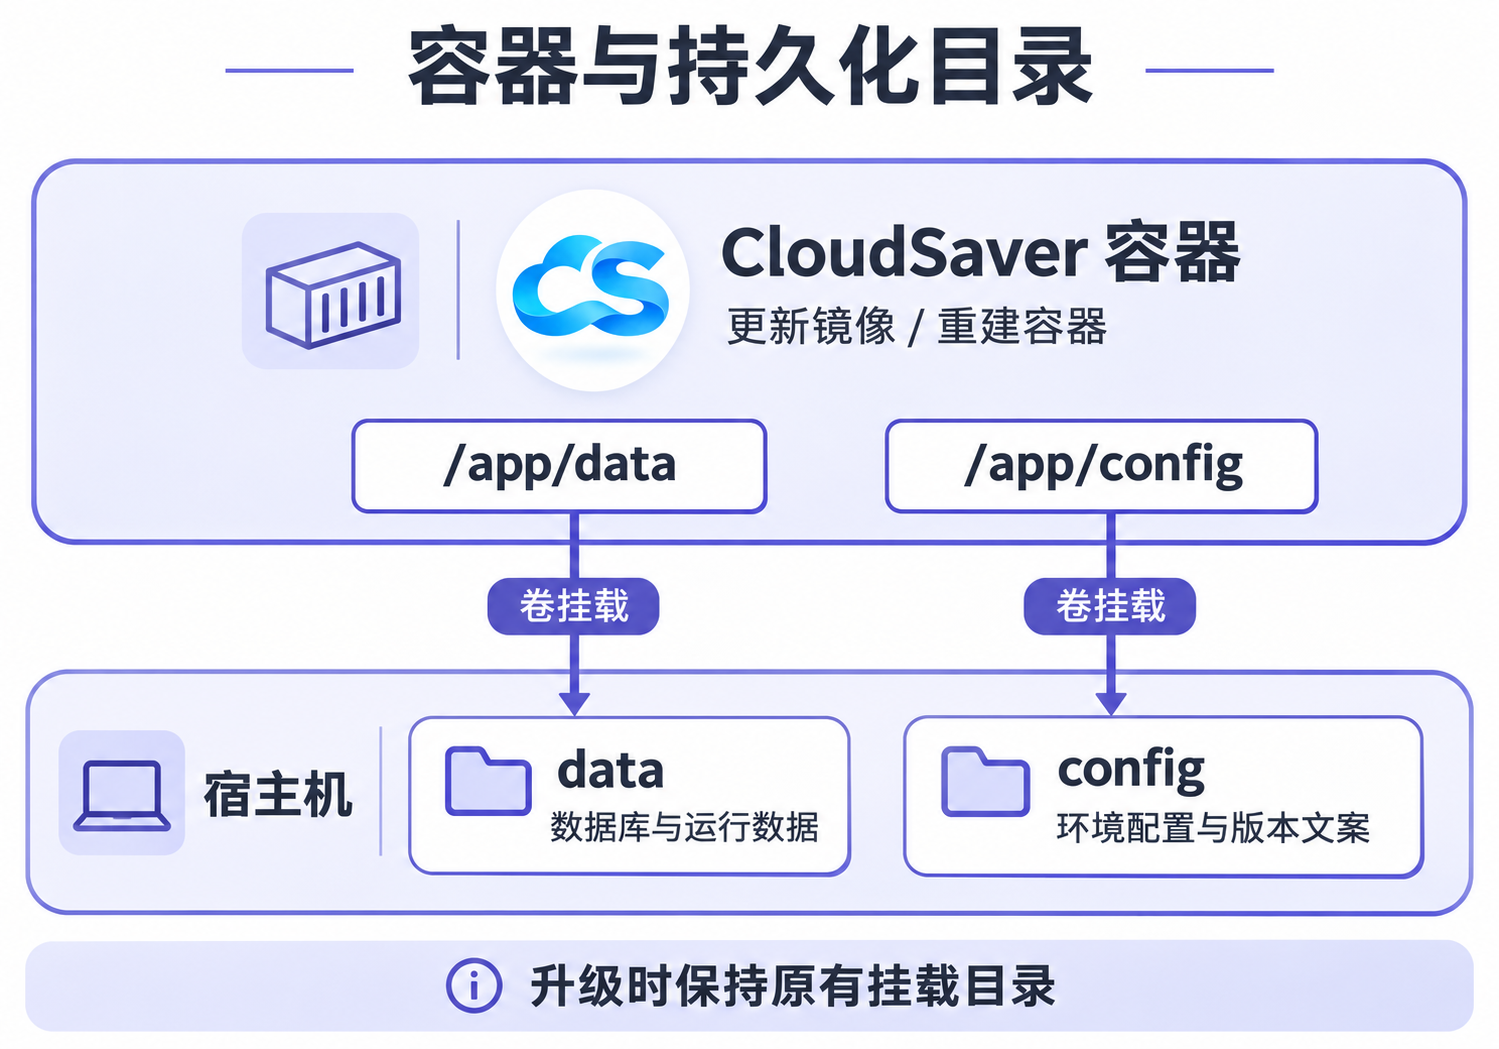 容器与持久化目录
CS
CloudSaver 容器
更新镜像 / 重建容器
/app/data
/app/config
卷挂载
卷挂载
宿主机
data
数据库与运行数据
config
环境配置与版本文案
升级时保持原有挂载目录